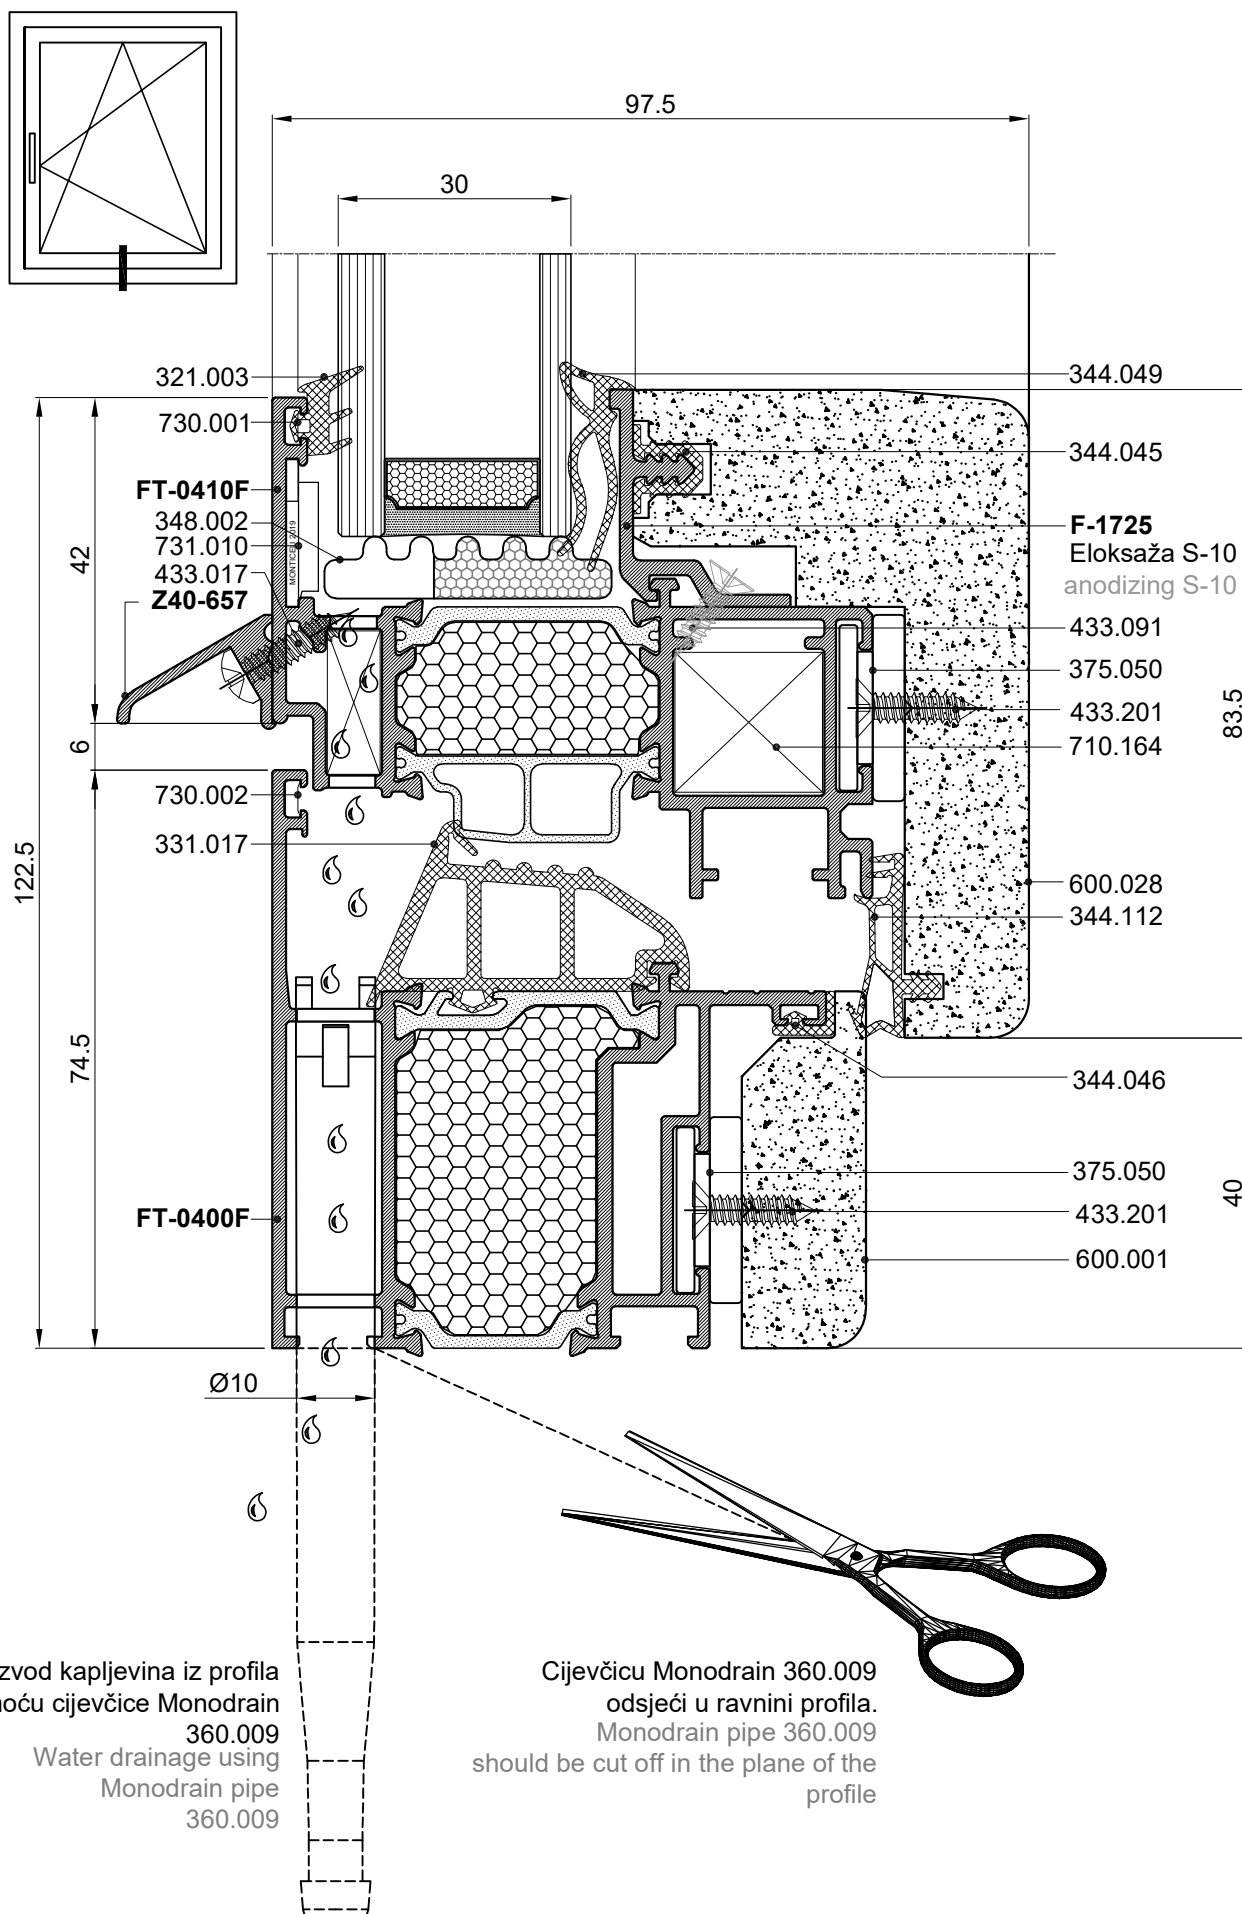 97.5
30
321.003
730.001
FT-0410F
348.002
731.010
433.017
Z40-657
730.002
331.017
FT-0400F
42
6
122.5
74.5
MONTICELLI 2019
344.049
344.045
F-1725
Eloksaža S-10
anodizing S-10
433.091
375.050
433.201
710.164
600.028
344.112
344.046
375.050
433.201
600.001
83.5
40
Ø10
zvod kapljevina iz profila
noću cijevčice Monodrain
360.009
Water drainage using
Monodrain pipe
360.009
Cijevčicu Monodrain 360.009
odsjeći u ravnini profila.
Monodrain pipe 360.009
should be cut off in the plane of the
profile